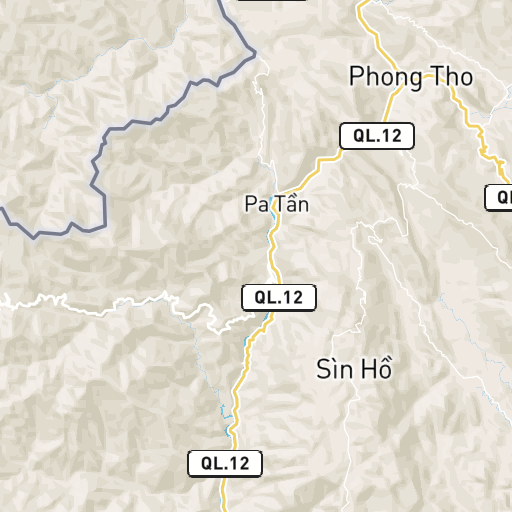 Phong Tho
QL.12
Pa Tần
QL.12
Sìn Hồ
QL.12